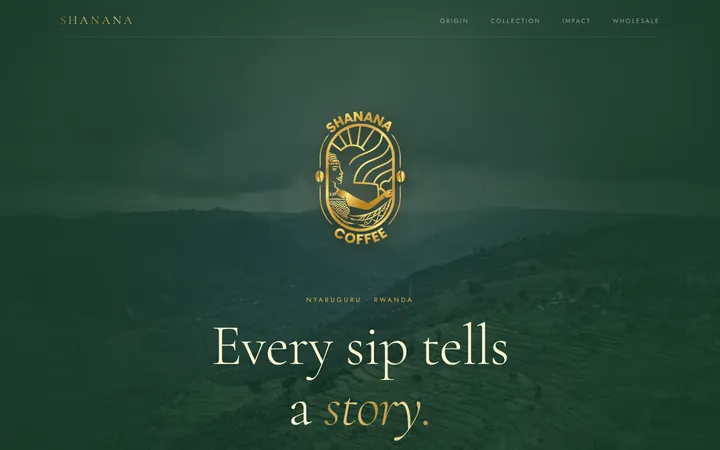 SHANANA
ORIGIN COLLECTION IMPACT WHOLESALE
SHANANA
COFFEE
NYARUGURU · RWANDA
Every sip tells
a story.